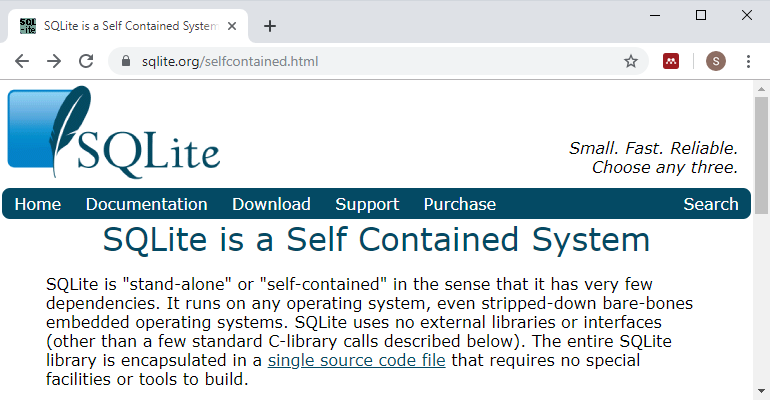 SQLite is a Self Contained System
sqlite.org/selfcontained.html
S
SQLite
Small. Fast. Reliable.
Choose any three.
Home Documentation Download Support Purchase Search
SQLite is a Self Contained System
SQLite is "stand-alone" or "self-contained" in the sense that it has very few
dependencies. It runs on any operating system, even stripped-down bare-bones
embedded operating systems. SQLite uses no external libraries or interfaces
(other than a few standard C-library calls described below). The entire SQLite
library is encapsulated in a single source code file that requires no special
facilities or tools to build.